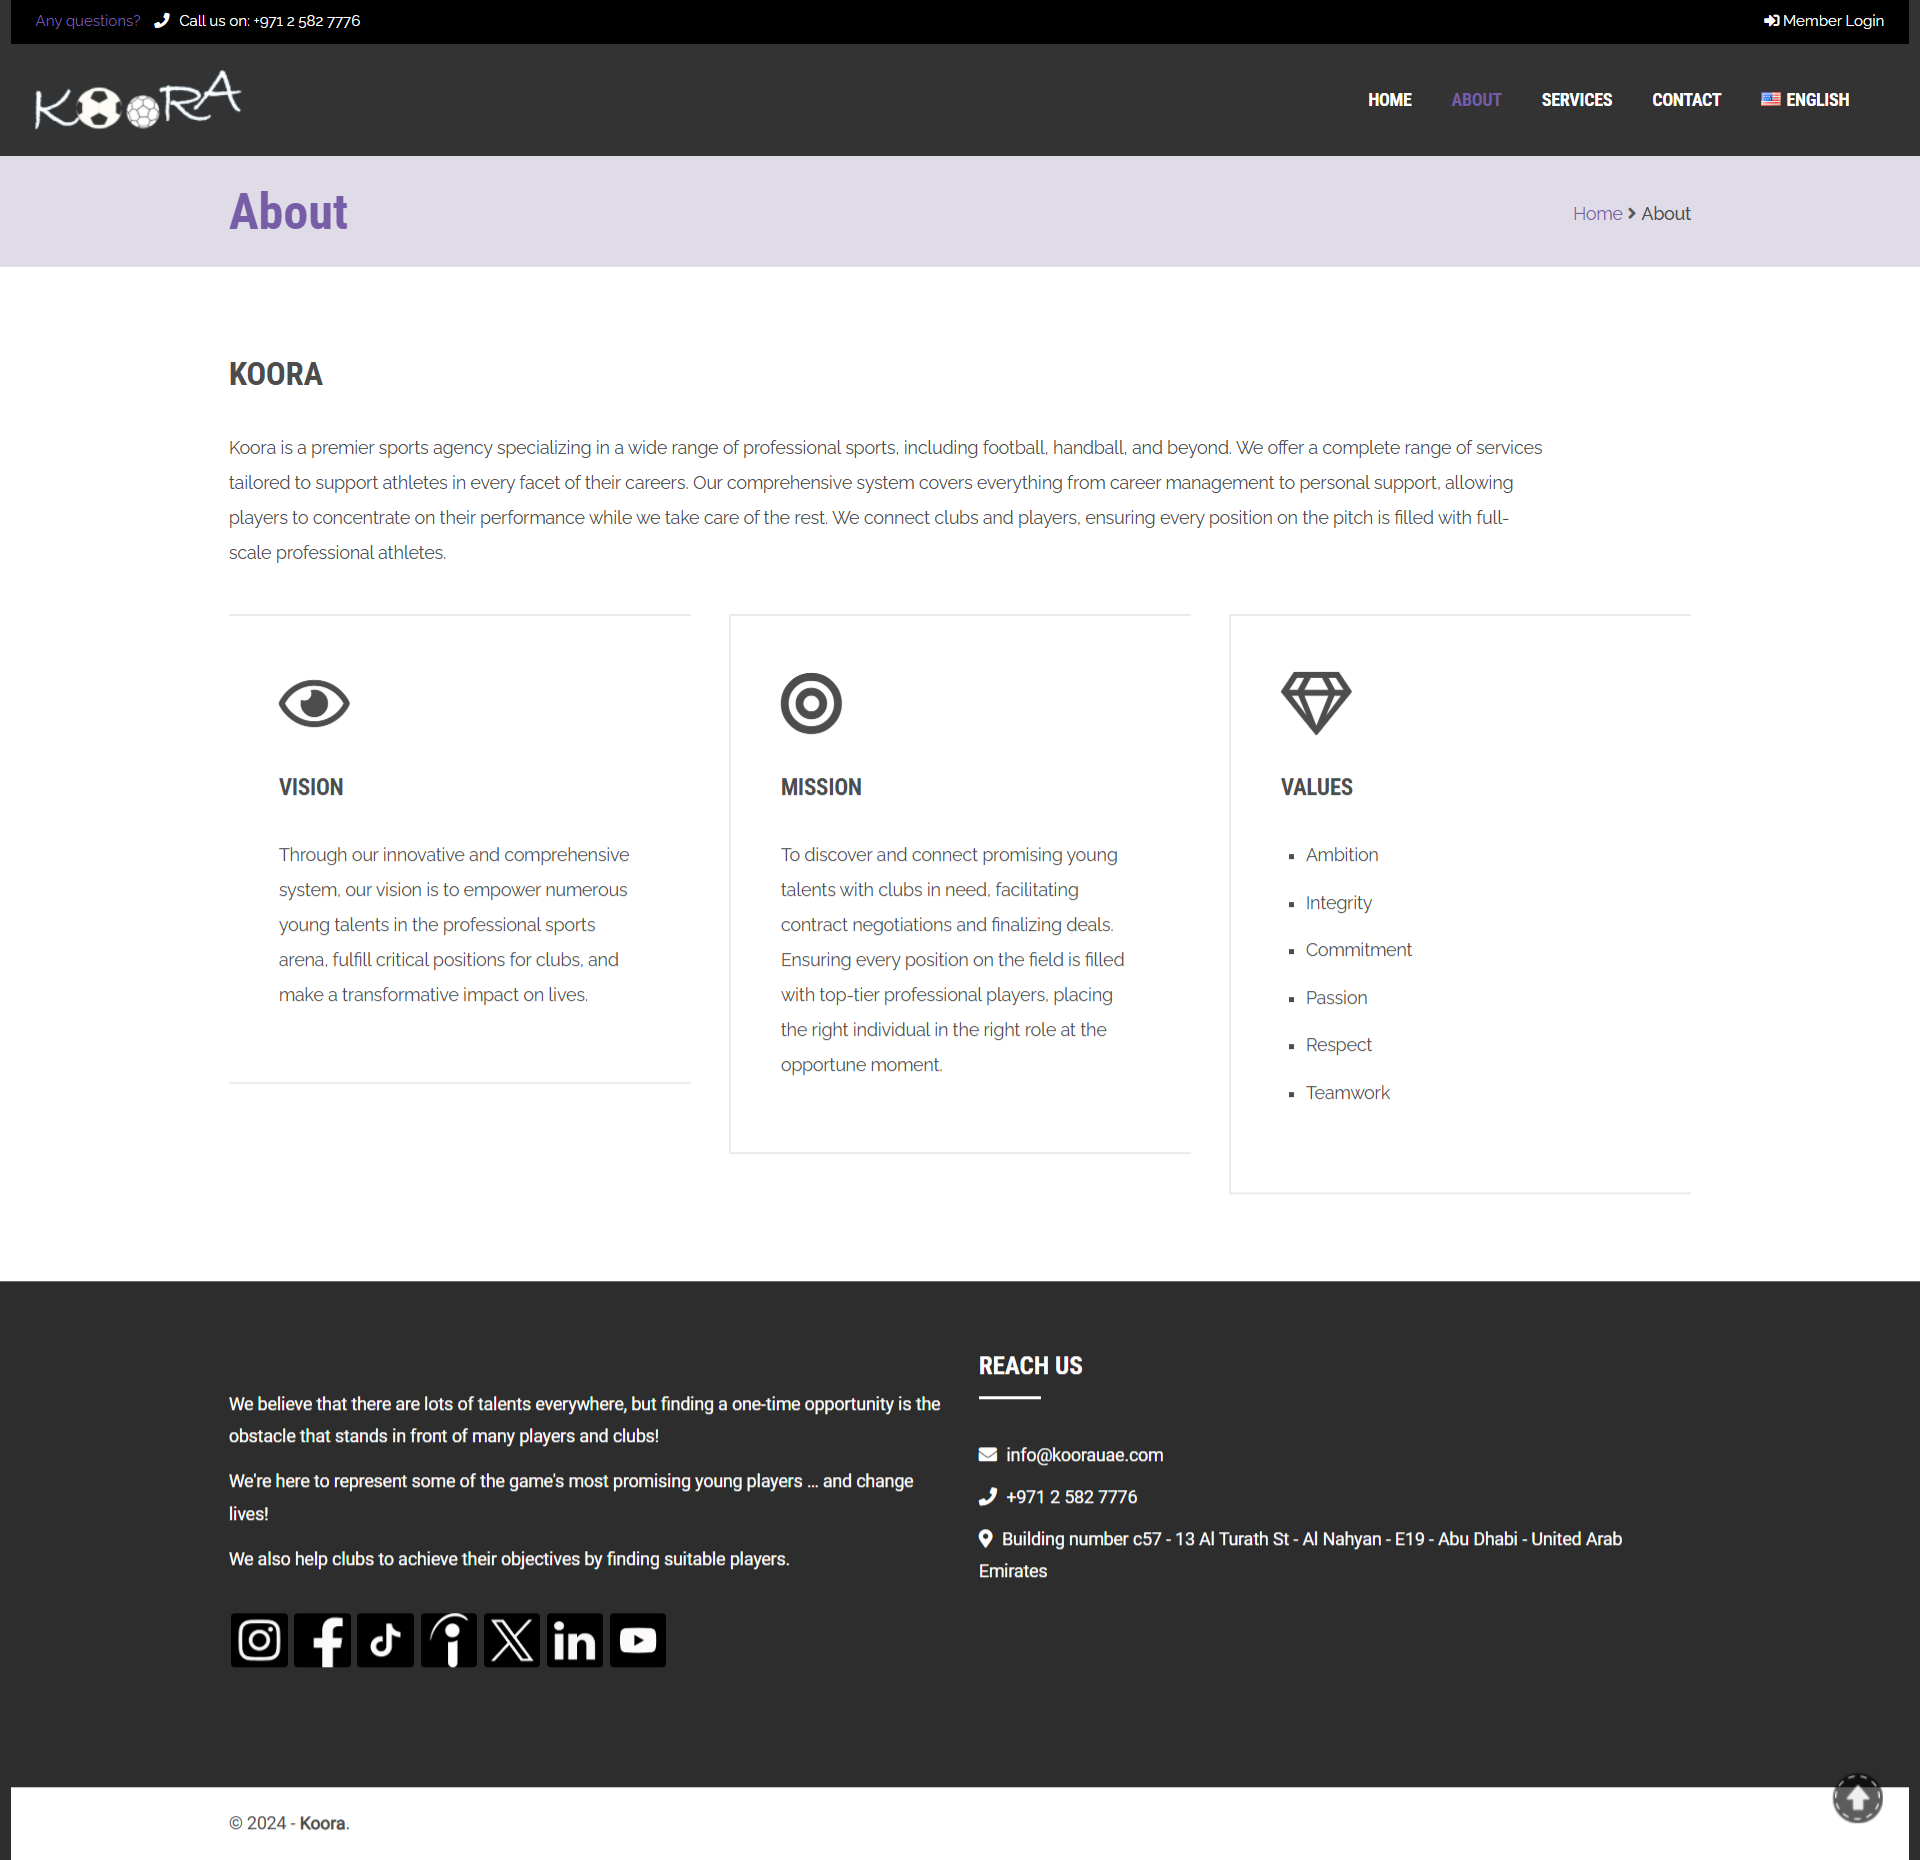 Any questions? Call us on: +971 2 582 7776
Member Login
KOORA
HOME ABOUT SERVICES CONTACT ENGLISH
About
Home > About
KOORA
Koora is a premier sports agency specializing in a wide range of professional sports, including football, handball, and beyond. We offer a complete range of services
tailored to support athletes in every facet of their careers. Our comprehensive system covers everything from career management to personal support, allowing
players to concentrate on their performance while we take care of the rest. We connect clubs and players, ensuring every position on the pitch is filled with full-
scale professional athletes.
VISION
Through our innovative and comprehensive
system, our vision is to empower numerous
young talents in the professional sports
arena, fulfill critical positions for clubs, and
make a transformative impact on lives.
MISSION
To discover and connect promising young
talents with clubs in need, facilitating
contract negotiations and finalizing deals.
Ensuring every position on the field is filled
with top-tier professional players, placing
the right individual in the right role at the
opportune moment.
VALUES
▪ Ambition
▪ Integrity
▪ Commitment
▪ Passion
▪ Respect
▪ Teamwork
We believe that there are lots of talents everywhere, but finding a one-time opportunity is the
obstacle that stands in front of many players and clubs!
We're here to represent some of the game's most promising young players ... and change
lives!
We also help clubs to achieve their objectives by finding suitable players.
REACH US
info@koorauae.com
+971 2 582 7776
Building number c57 - 13 Al Turath St - Al Nahyan - E19 - Abu Dhabi - United Arab
Emirates
© 2024 - Koora.